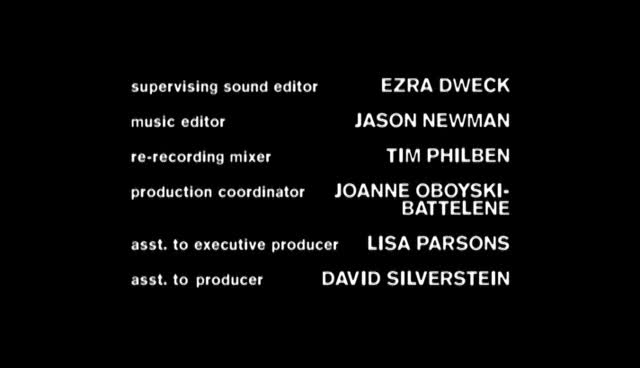 supervising sound editor EZRA DWECK
music editor JASON NEWMAN
re-recording mixer TIM PHILBEN
production coordinator JOANNE OBOYSKI-
BATTELENE
asst. to executive producer LISA PARSONS
asst. to producer DAVID SILVERSTEIN